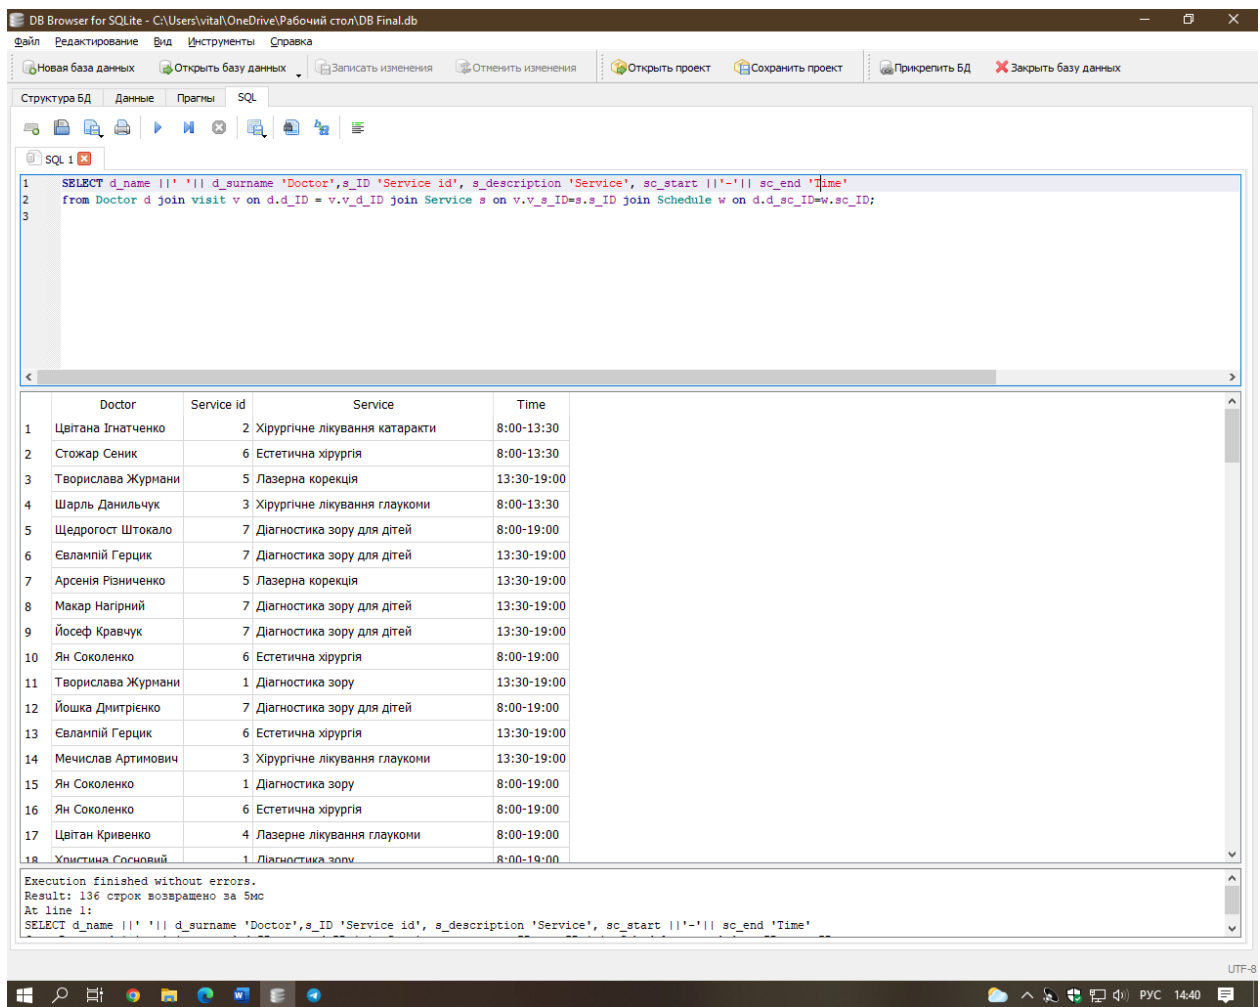 DB Browser for SQLite - C:\Users\vital\OneDrive\Рабочий стол\DB Final.db
Файл Редактирование Вид Инструменты Справка
Новая база данных Открыть базу данных Записать изменения Отменить изменения Открыть проект Сохранить проект Прикрепить БД Закрыть базу данных
Структура БД Данные Прагмы SQL
SQL 1
1 SELECT d_name ||' '|| d_surname 'Doctor',s_ID 'Service id', s_description 'Service', sc_start ||'-'|| sc_end 'Time'
2 from Doctor d join visit v on d.d_ID = v.v_d_ID join Service s on v.v_s_ID=s.s_ID join Schedule w on d.d_sc_ID=w.sc_ID;
3
Doctor Service id Service Time
1 Цвітана Ігнатченко 2 Хірургічне лікування катаракти 8:00-13:30
2 Стожар Сеник 6 Естетична хірургія 8:00-13:30
3 Творислава Журмани 5 Лазерна корекція 13:30-19:00
4 Шарль Данильчук 3 Хірургічне лікування глаукоми 8:00-13:30
5 Щедрогост Штокало 7 Діагностика зору для дітей 8:00-19:00
6 Євлампій Герцик 7 Діагностика зору для дітей 13:30-19:00
7 Арсенія Різниченко 5 Лазерна корекція 13:30-19:00
8 Макар Нагірний 7 Діагностика зору для дітей 13:30-19:00
9 Йосеф Кравчук 7 Діагностика зору для дітей 13:30-19:00
10 Ян Соколенко 6 Естетична хірургія 8:00-19:00
11 Творислава Журмани 1 Діагностика зору 13:30-19:00
12 Йошка Дмитрієнко 7 Діагностика зору для дітей 8:00-19:00
13 Євлампій Герцик 6 Естетична хірургія 13:30-19:00
14 Мечислав Артимович 3 Хірургічне лікування глаукоми 13:30-19:00
15 Ян Соколенко 1 Діагностика зору 8:00-19:00
16 Ян Соколенко 6 Естетична хірургія 8:00-19:00
17 Цвітан Кривенко 4 Лазерне лікування глаукоми 8:00-19:00
18 Христина Сосновий 1 Діагностика зору 8:00-19:00
Execution finished without errors.
Result: 136 строк возвращено за 5мс
At line 1:
SELECT d_name ||' '|| d_surname 'Doctor',s_ID 'Service id', s_description 'Service', sc_start ||'-'|| sc_end 'Time'
UTF-8
РУС 14:40